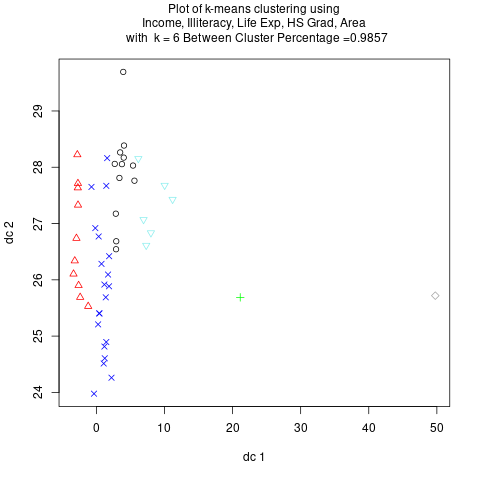 Plot of k-means clustering using
Income, Illiteracy, Life Exp, HS Grad, Area
with k = 6 Between Cluster Percentage =0.9857
29
28
27
26
25
24
dc 2
0 10 20 30 40 50
dc 1